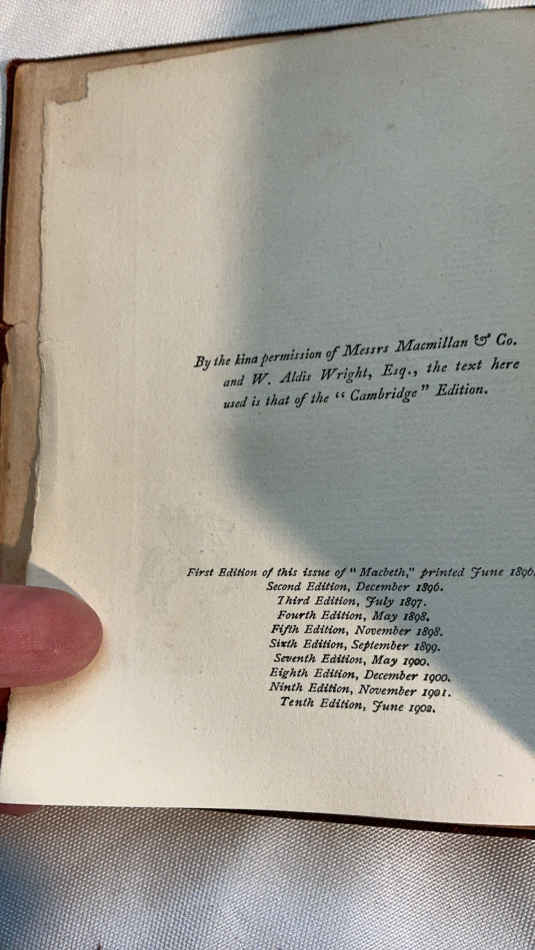 By the kind permission of Messrs Macmillan & Co.
and W. Aldis Wright, Esq., the text here
used is that of the “ Cambridge ” Edition.
First Edition of this issue of “ Macbeth,” printed June 1896.
Second Edition, December 1896.
Third Edition, July 1897.
Fourth Edition, May 1898.
Fifth Edition, November 1898.
Sixth Edition, September 1899.
Seventh Edition, May 1900.
Eighth Edition, December 1900.
Ninth Edition, November 1901.
Tenth Edition, June 1902.